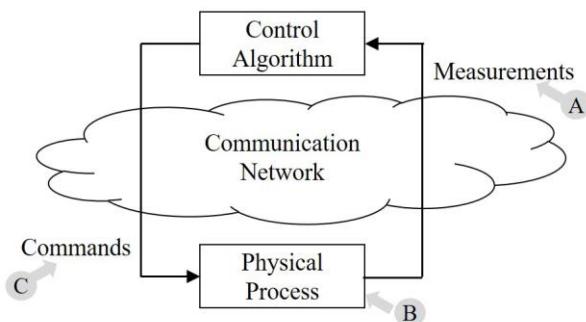 Control
Algorithm
Measurements
A
Communication
Network
Commands
C
Physical
Process
B